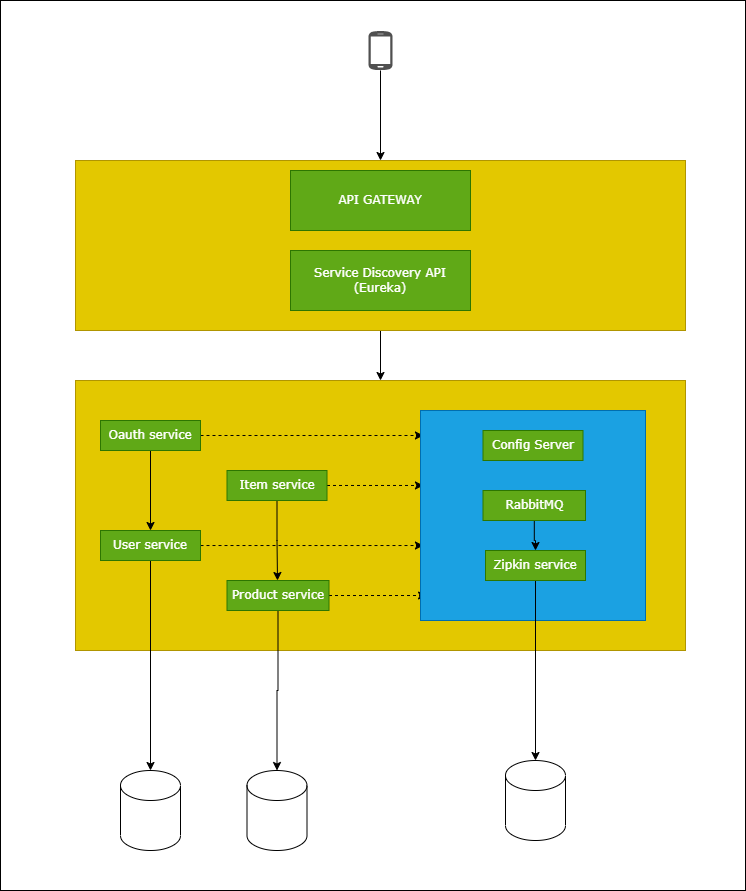 API GATEWAY
Service Discovery API
(Eureka)
Oauth service
Config Server
Item service
RabbitMQ
User service
Zipkin service
Product service